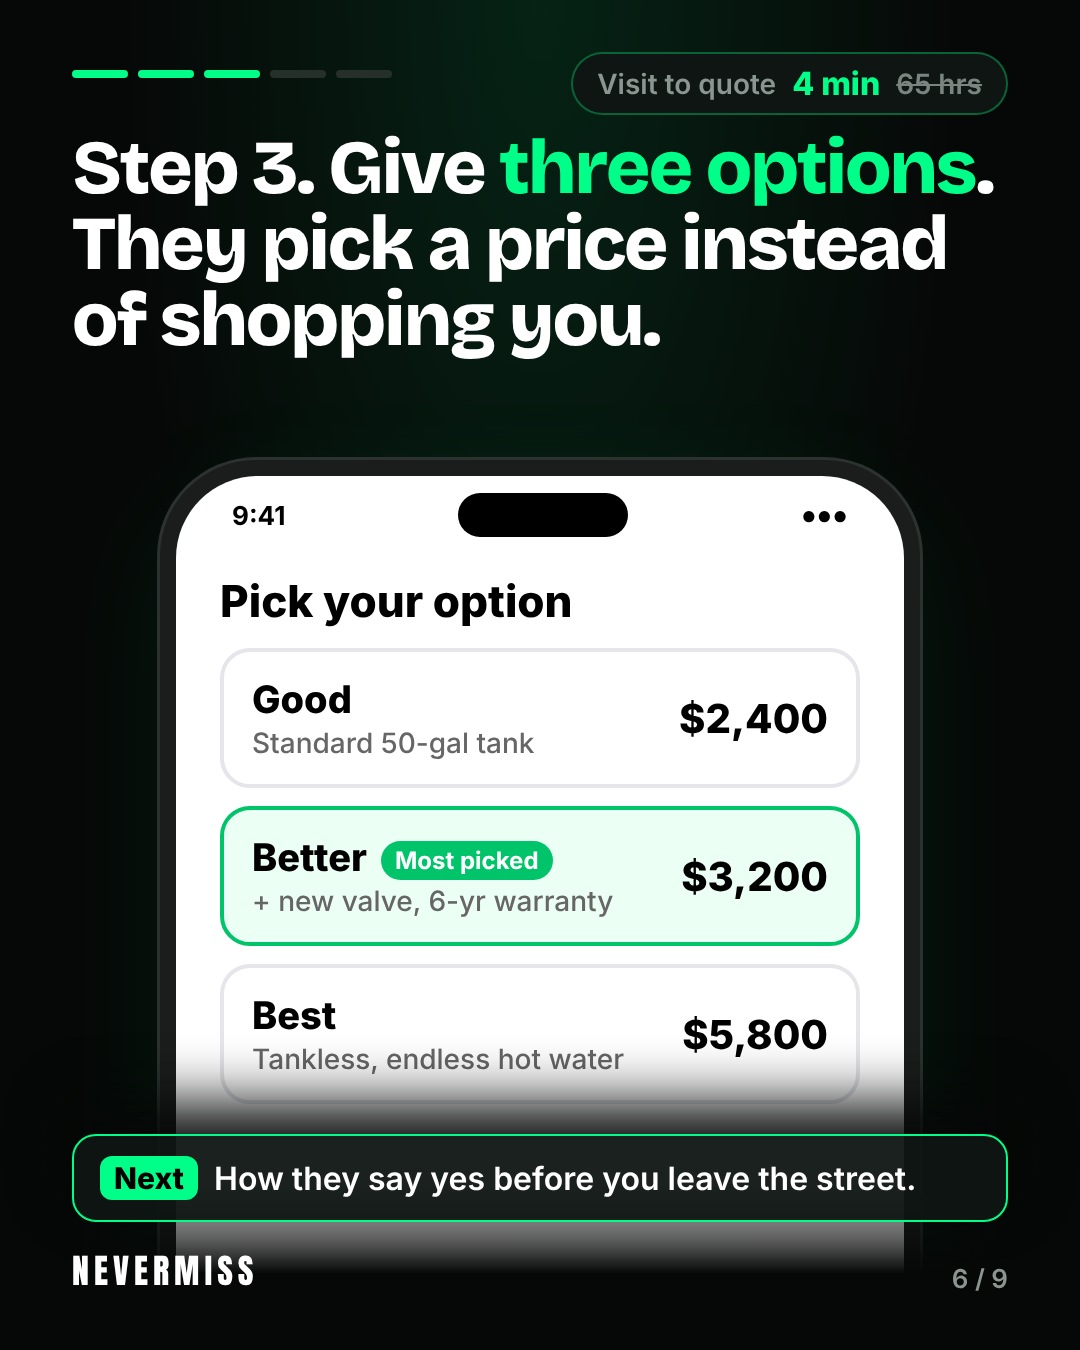 Visit to quote 4 min 65 hrs
Step 3. Give three options.
They pick a price instead
of shopping you.
9:41
Pick your option
Good
Standard 50-gal tank
$2,400
Better Most picked
+ new valve, 6-yr warranty
$3,200
Best
Tankless, endless hot water
$5,800
Next How they say yes before you leave the street.
NEVERMISS
6 / 9